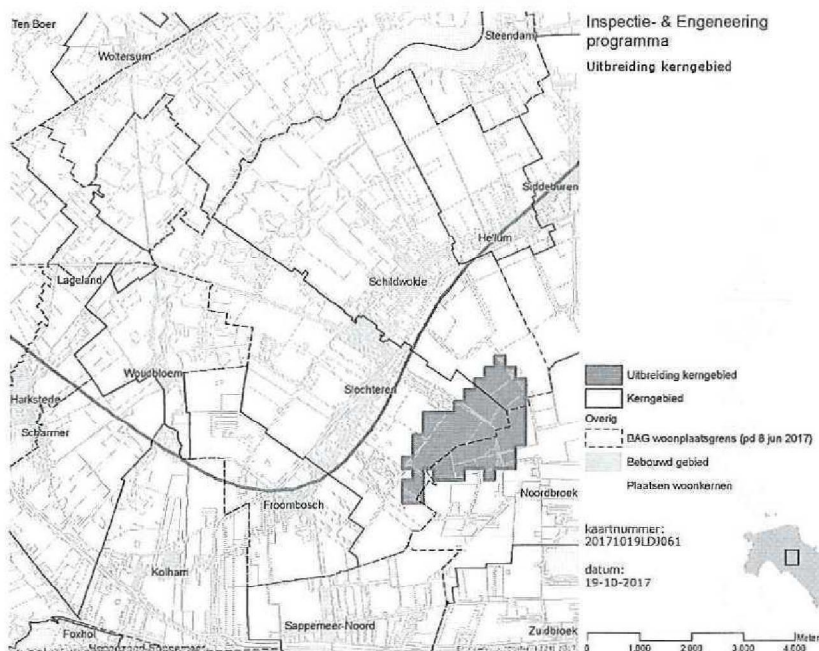 Inspectie- & Engeneering
programma
Uitbreiding kerngebied
Ten Boer
Woltersum
Steendam
Siddeburen
Hellum
Schildwolde
Lageland
Woudbloem
Slochteren
Harkstede
Scharmer
Froombosch
Noordbroek
Kolham
Sappemeer-Noord
Foxhol
Zuidbroek
Uitbreiding kerngebied
Kerngebied
Overig
BAG woonplaatsgrens (pd 8 jun 2017)
Bebouwd gebied
Plaatsen woonkernen
kaartnummer:
20171019LDJ061
datum:
19-10-2017
0 1.000 2.000 3.000 4.000 Meter